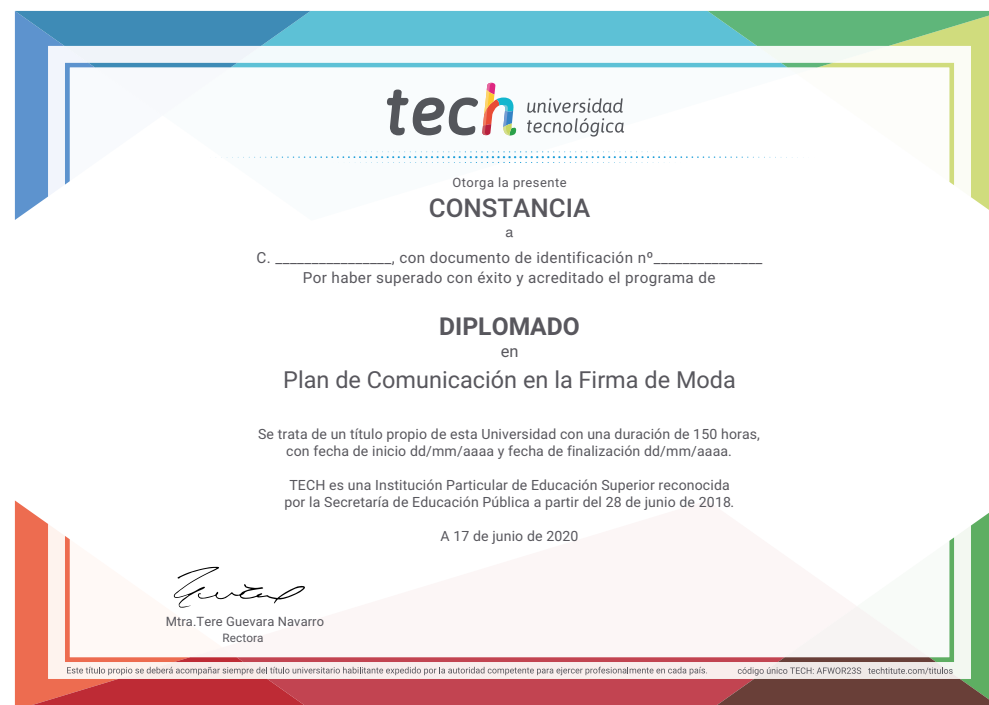 tech universidad
tecnológica
Otorga la presente
CONSTANCIA
a
C. ________________, con documento de identificación nº_______________
Por haber superado con éxito y acreditado el programa de
DIPLOMADO
en
Plan de Comunicación en la Firma de Moda
Se trata de un título propio de esta Universidad con una duración de 150 horas,
con fecha de inicio dd/mm/aaaa y fecha de finalización dd/mm/aaaa.
TECH es una Institución Particular de Educación Superior reconocida
por la Secretaría de Educación Pública a partir del 28 de junio de 2018.
A 17 de junio de 2020
Mtra.Tere Guevara Navarro
Rectora
Este título propio se deberá acompañar siempre del título universitario habilitante expedido por la autoridad competente para ejercer profesionalmente en cada país. código único TECH: AFWOR23S techtitute.com/titulos